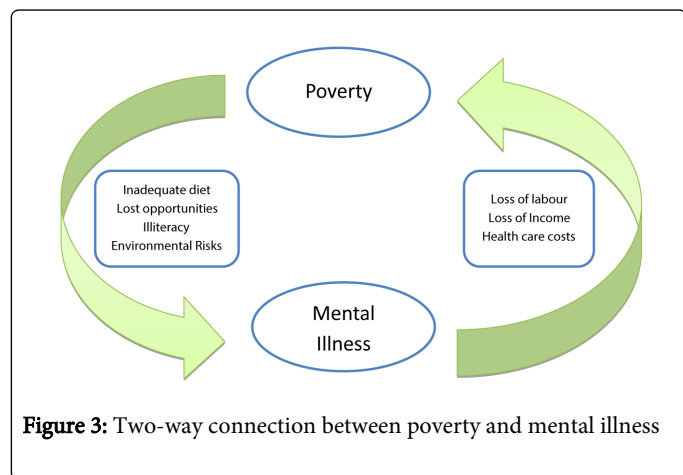 Poverty
Inadequate diet
Lost opportunities
Illiteracy
Environmental Risks
Loss of labour
Loss of Income
Health care costs
Mental
Illness
Figure 3: Two-way connection between poverty and mental illness